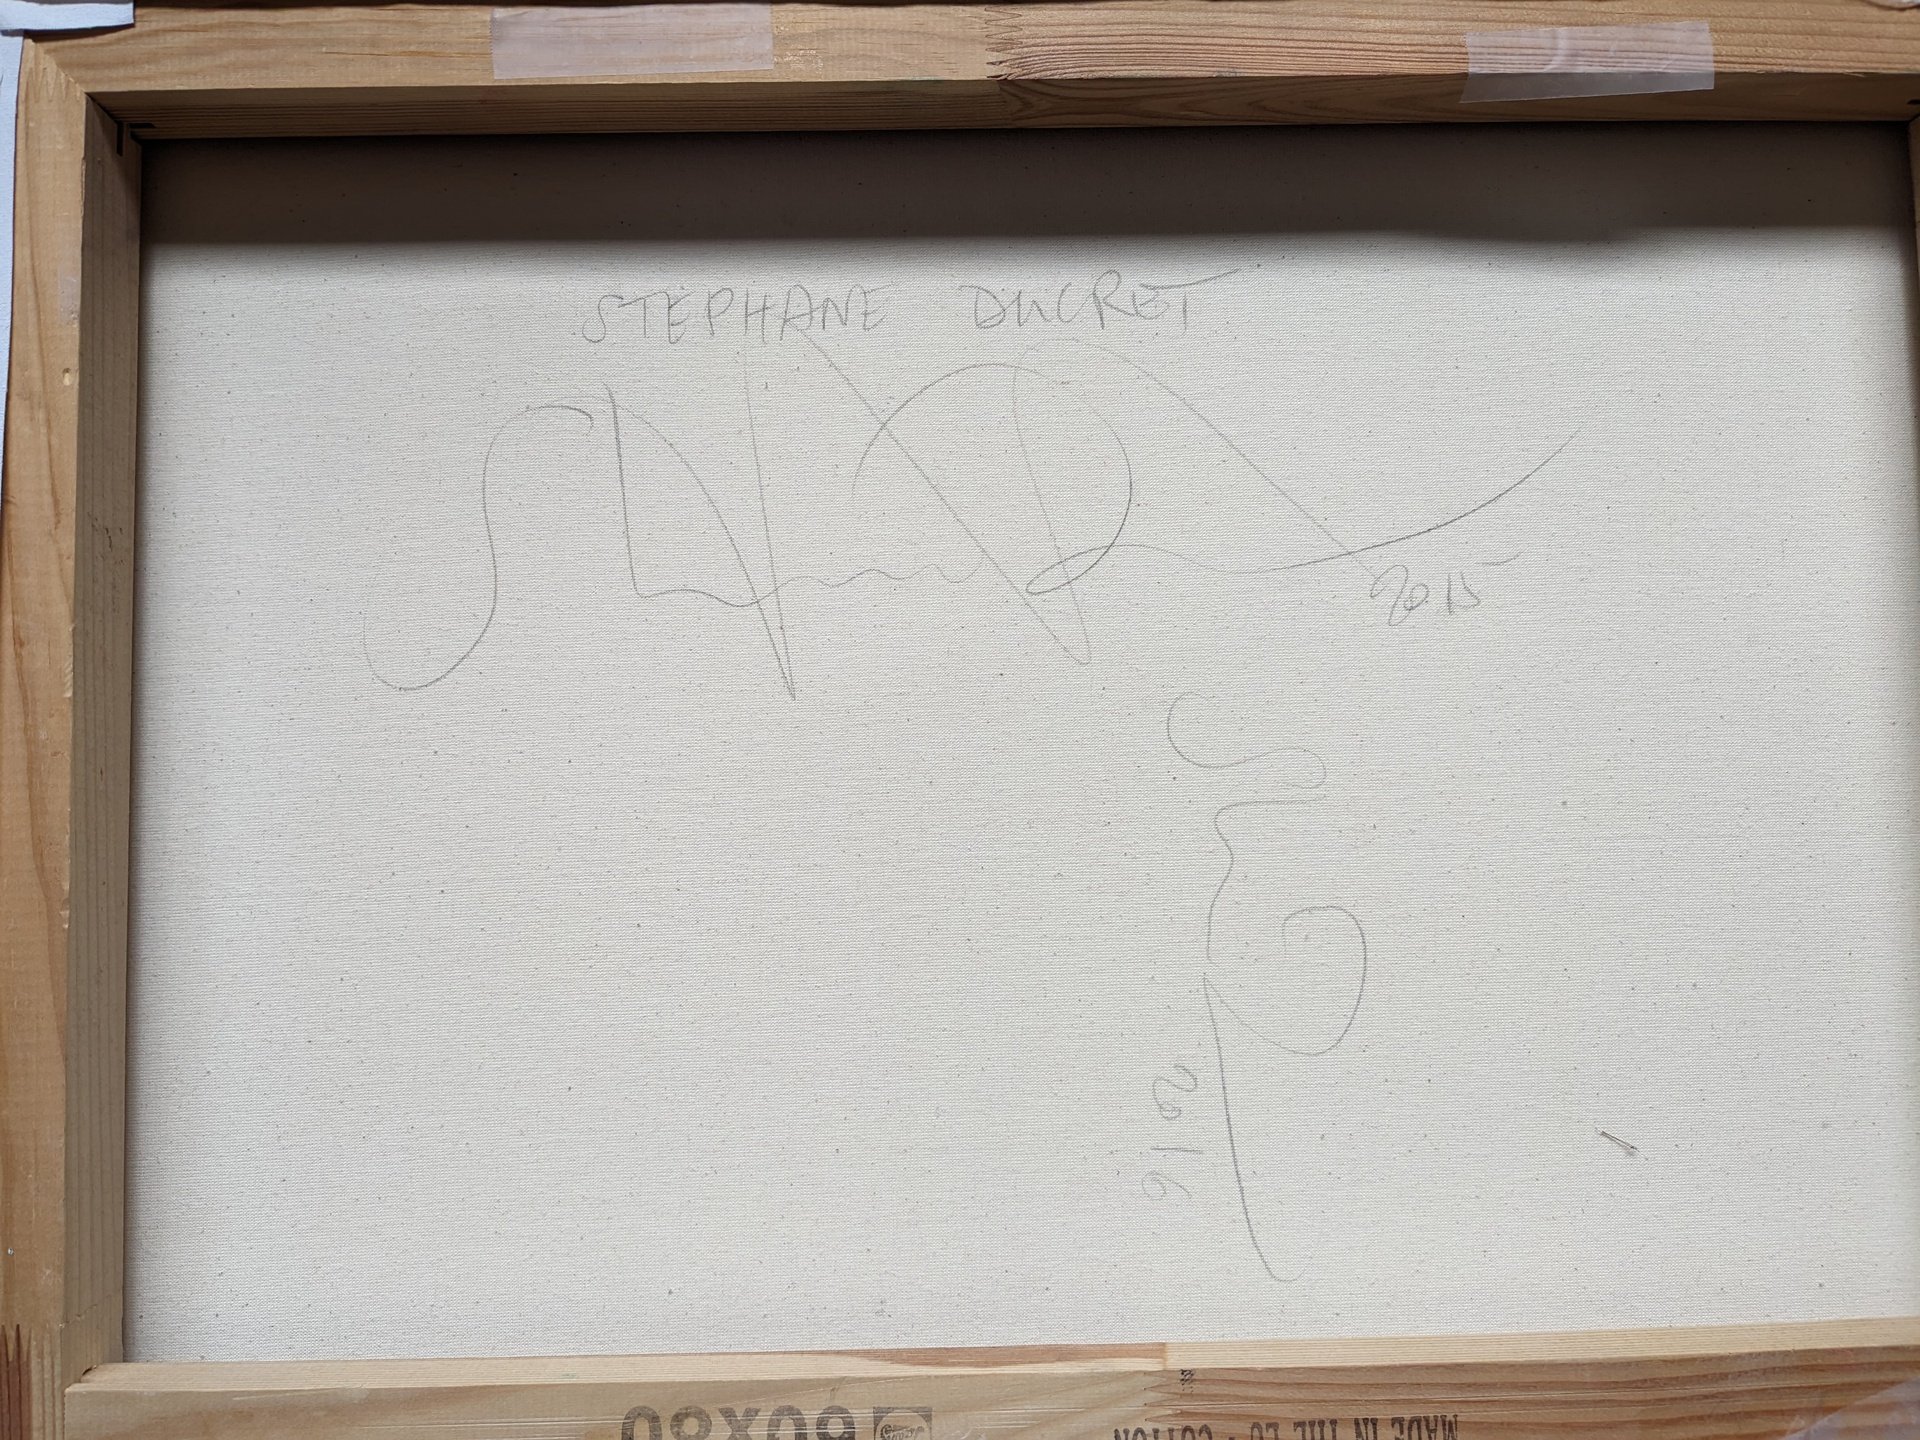 STEPHANE DUCRET
2015
2016
60X80
MADE IN THE EU · COTTON